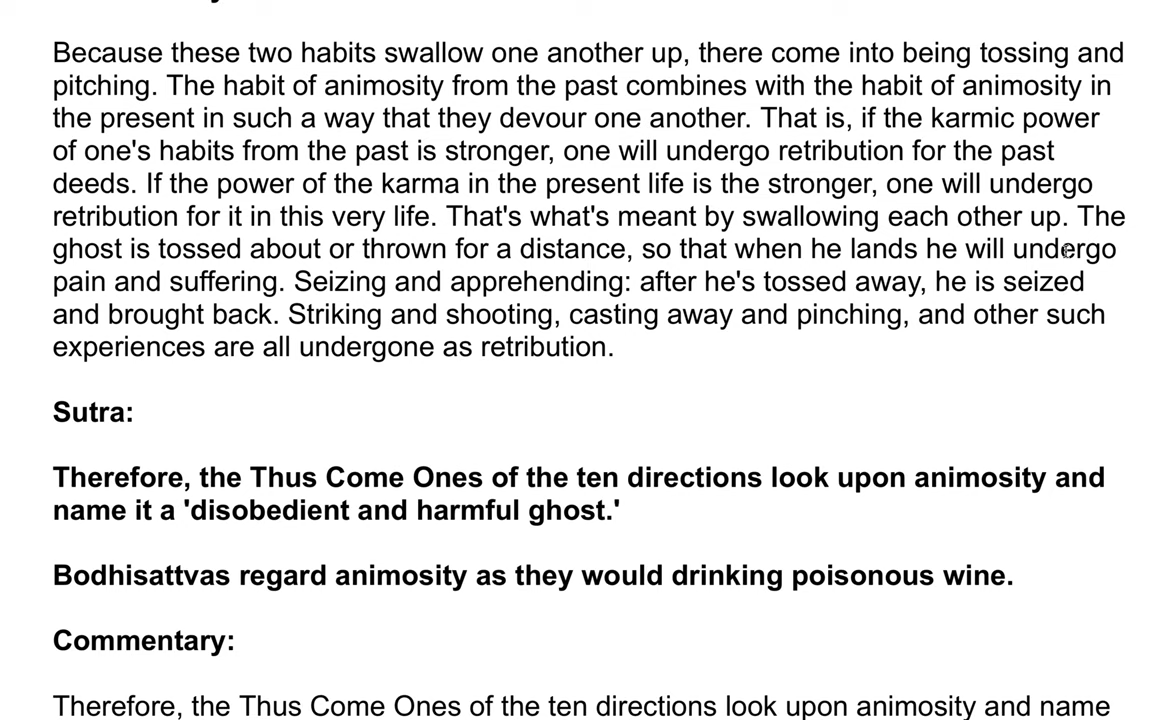 Because these two habits swallow one another up, there come into being tossing and
pitching. The habit of animosity from the past combines with the habit of animosity in
the present in such a way that they devour one another. That is, if the karmic power
of one's habits from the past is stronger, one will undergo retribution for the past
deeds. If the power of the karma in the present life is the stronger, one will undergo
retribution for it in this very life. That's what's meant by swallowing each other up. The
ghost is tossed about or thrown for a distance, so that when he lands he will undergo
pain and suffering. Seizing and apprehending: after he's tossed away, he is seized
and brought back. Striking and shooting, casting away and pinching, and other such
experiences are all undergone as retribution.
Sutra:
Therefore, the Thus Come Ones of the ten directions look upon animosity and
name it a 'disobedient and harmful ghost.'
Bodhisattvas regard animosity as they would drinking poisonous wine.
Commentary:
Therefore, the Thus Come Ones of the ten directions look upon animosity and name